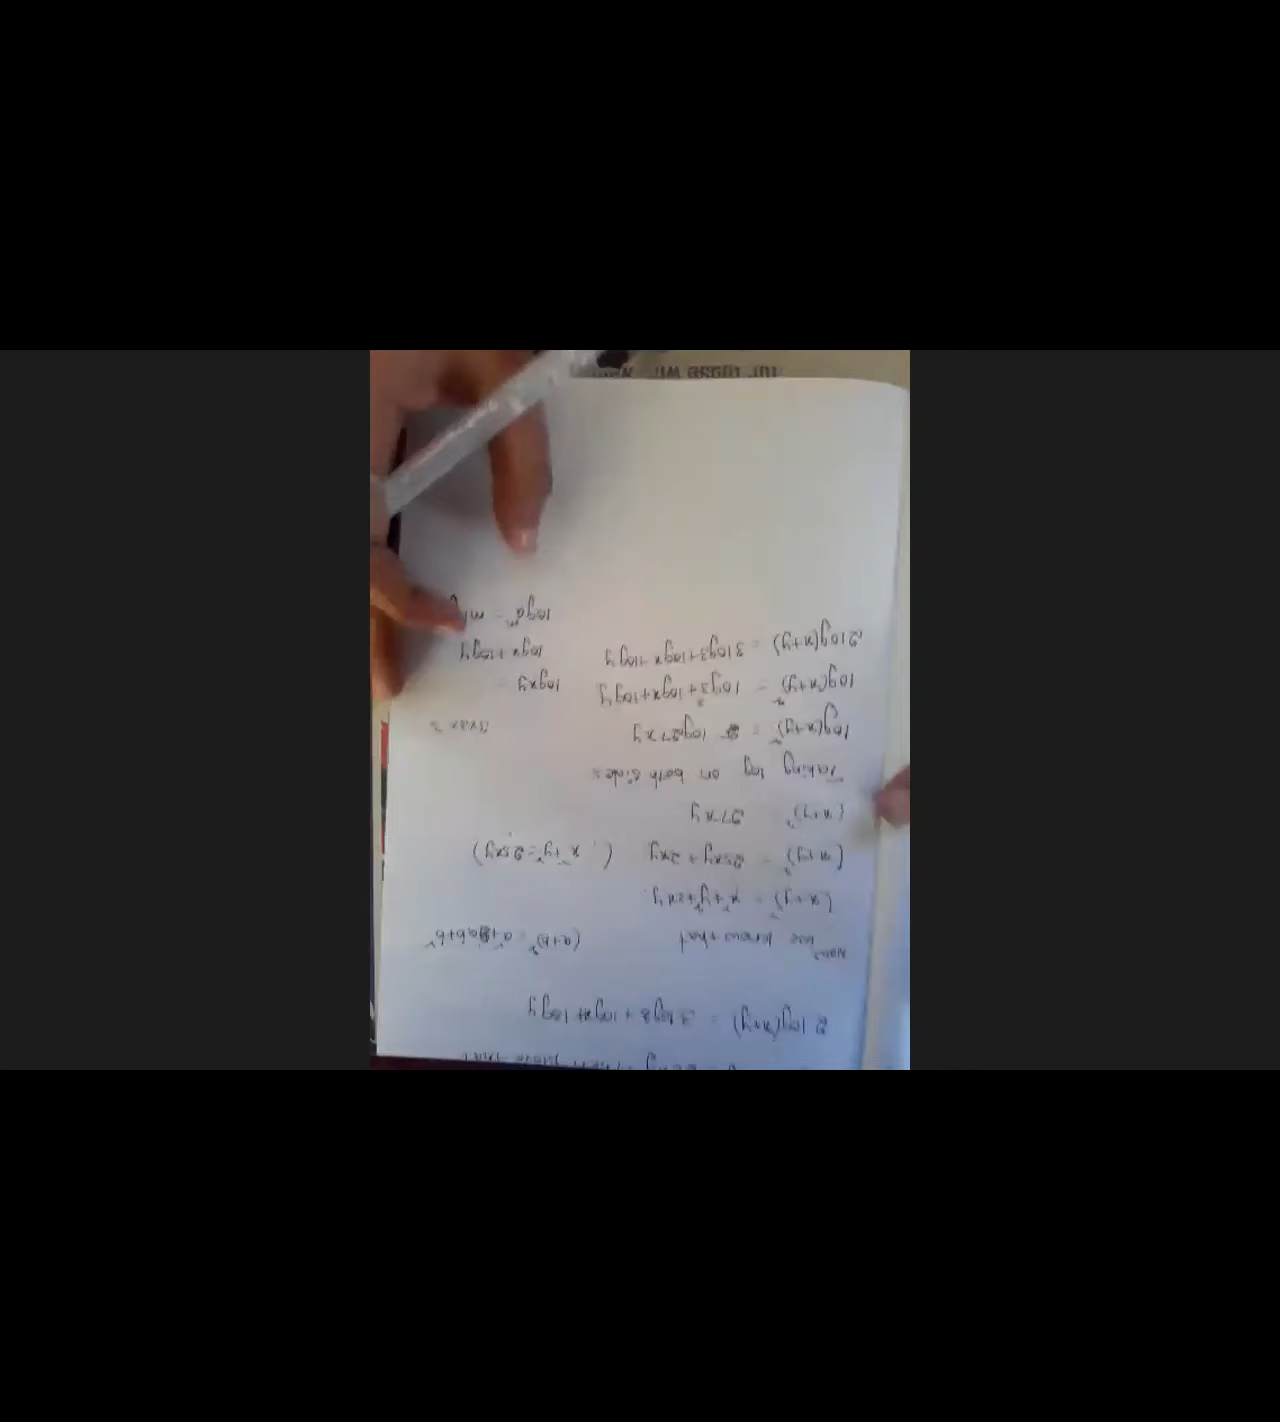 2 log(x+y) = 3 log3 + logx + logy
Now we know that (a+b)² = a²+2ab+b²
(x+y)² = x²+y²+2xy
(x+y)² = 25xy + 2xy (∵ x²+y²=25xy)
(x+y)² 27xy
Taking log on both sides
log(x+y)² = log27xy
log(x+y)² = log3³+logx+logy
logxy =
2log(x+y) = 3log3+logx+logy
logx+logy